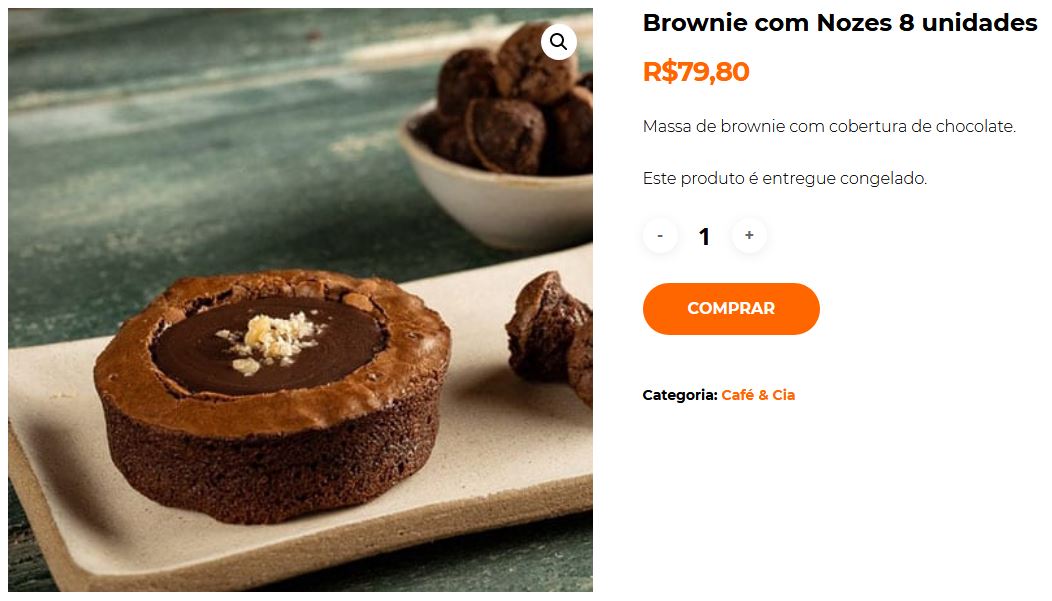 Brownie com Nozes 8 unidades
R$79,80
Massa de brownie com cobertura de chocolate.
Este produto é entregue congelado.
- 1 +
COMPRAR
Categoria: Café & Cia